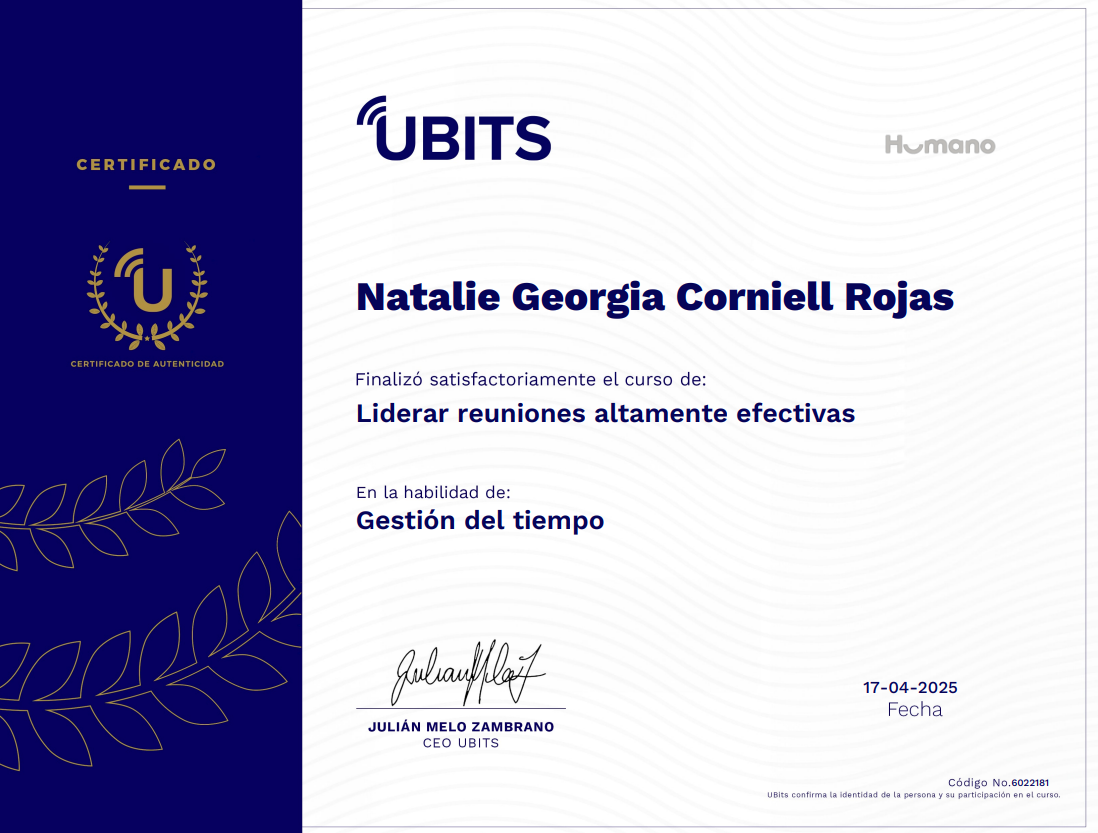 CERTIFICADO
U
CERTIFICADO DE AUTENTICIDAD
UBITS
Humano
Natalie Georgia Corniell Rojas
Finalizó satisfactoriamente el curso de:
Liderar reuniones altamente efectivas
En la habilidad de:
Gestión del tiempo
JULIÁN MELO ZAMBRANO
CEO UBITS
17-04-2025
Fecha
Código No.6022181
UBits confirma la identidad de la persona y su participación en el curso.